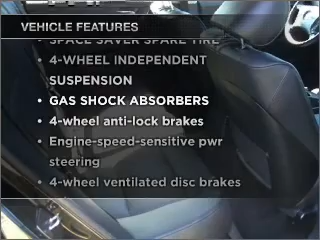 VEHICLE FEATURES
SPACE SAVER SPARE TIRE
• 4-WHEEL INDEPENDENT
SUSPENSION
• GAS SHOCK ABSORBERS
• 4-wheel anti-lock brakes
• Engine-speed-sensitive pwr
steering
• 4-wheel ventilated disc brakes